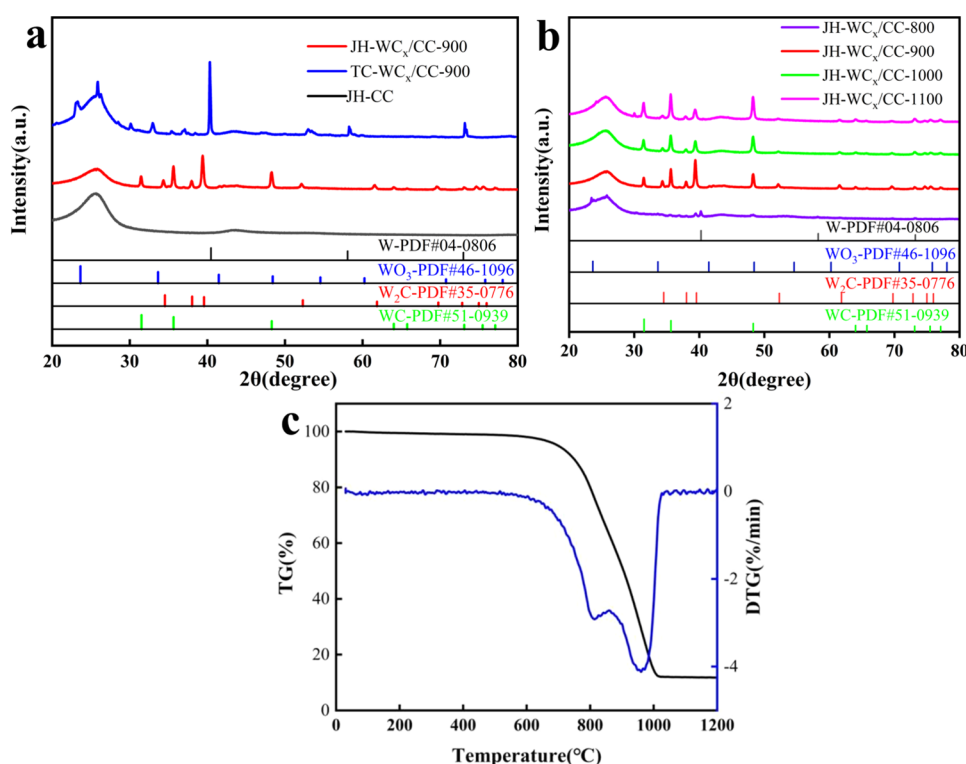 a
JH-WCₓ/CC-900
TC-WCₓ/CC-900
JH-CC
Intensity(a.u.)
W-PDF#04-0806
WO₃-PDF#46-1096
W₂C-PDF#35-0776
WC-PDF#51-0939
20 30 40 50 60 70 80
2θ(degree)
b
JH-WCₓ/CC-800
JH-WCₓ/CC-900
JH-WCₓ/CC-1000
JH-WCₓ/CC-1100
Intensity(a.u.)
W-PDF#04-0806
WO₃-PDF#46-1096
W₂C-PDF#35-0776
WC-PDF#51-0939
20 30 40 50 60 70 80
2θ(degree)
c
TG(%)
100
80
60
40
20
0
2
0
-2
-4
DTG(%/min)
0 200 400 600 800 1000 1200
Temperature(°C)